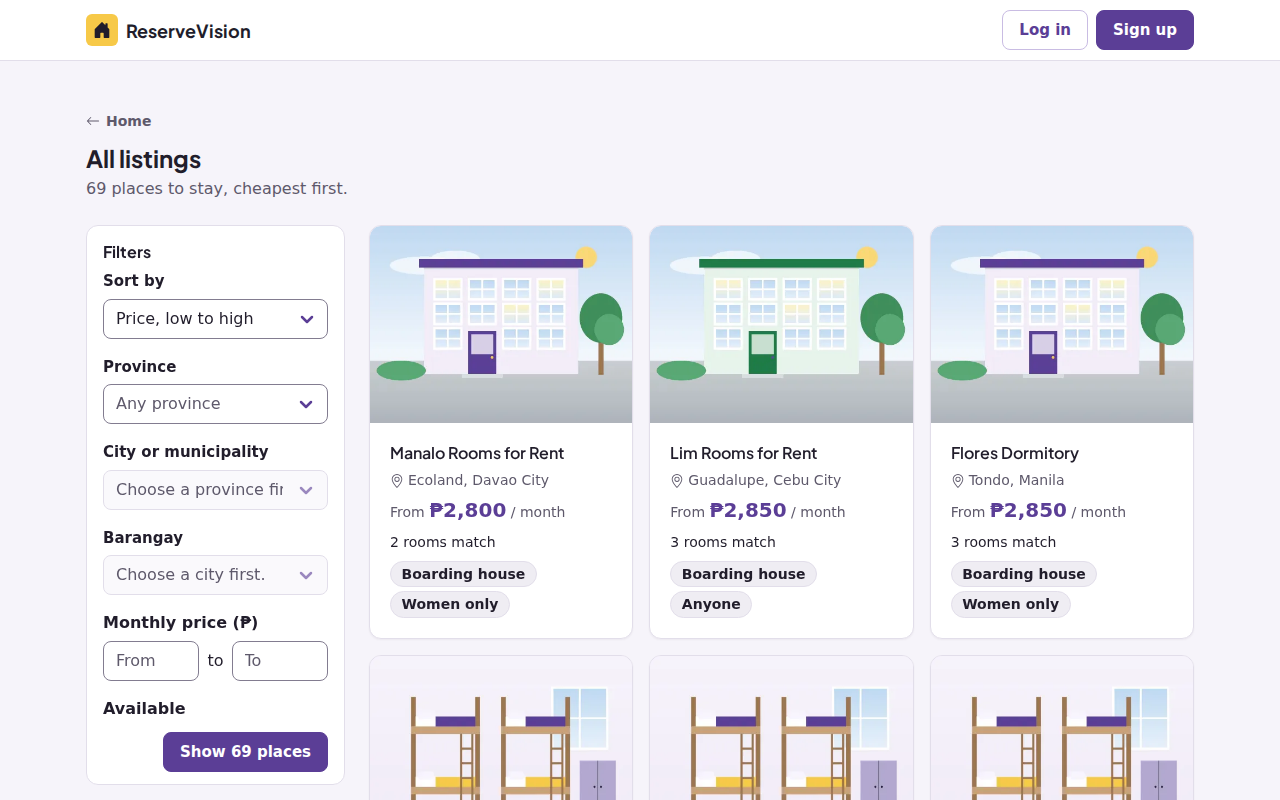 ReserveVision
Log in
Sign up
Home
All listings
69 places to stay, cheapest first.
Filters
Sort by
Price, low to high
Province
Any province
City or municipality
Choose a province fir
Barangay
Choose a city first.
Monthly price (₱)
From
to
To
Available
Show 69 places
Manalo Rooms for Rent
Ecoland, Davao City
From ₱2,800 / month
2 rooms match
Boarding house
Women only
Lim Rooms for Rent
Guadalupe, Cebu City
From ₱2,850 / month
3 rooms match
Boarding house
Anyone
Flores Dormitory
Tondo, Manila
From ₱2,850 / month
3 rooms match
Boarding house
Women only